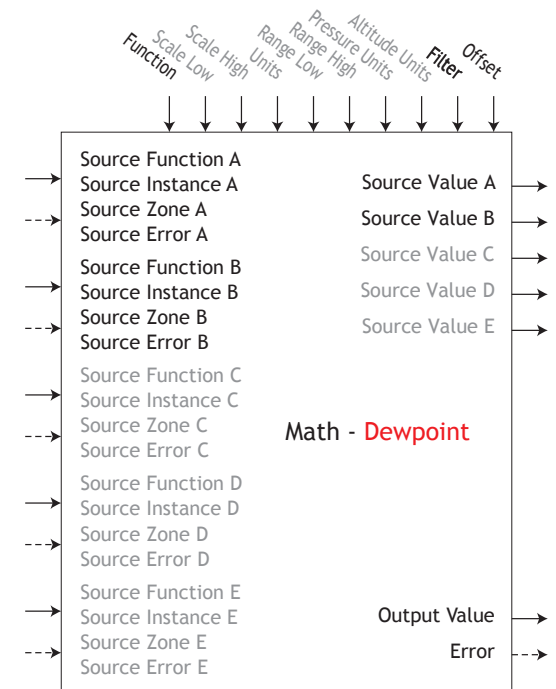 Function
Scale Low
Scale High
Units
Range Low
Range High
Pressure Units
Altitude Units
Filter
Offset
Source Function A
Source Instance A
Source Zone A
Source Error A
Source Function B
Source Instance B
Source Zone B
Source Error B
Source Function C
Source Instance C
Source Zone C
Source Error C
Source Function D
Source Instance D
Source Zone D
Source Error D
Source Function E
Source Instance E
Source Zone E
Source Error E
Source Value A
Source Value B
Source Value C
Source Value D
Source Value E
Math - Dewpoint
Output Value
Error